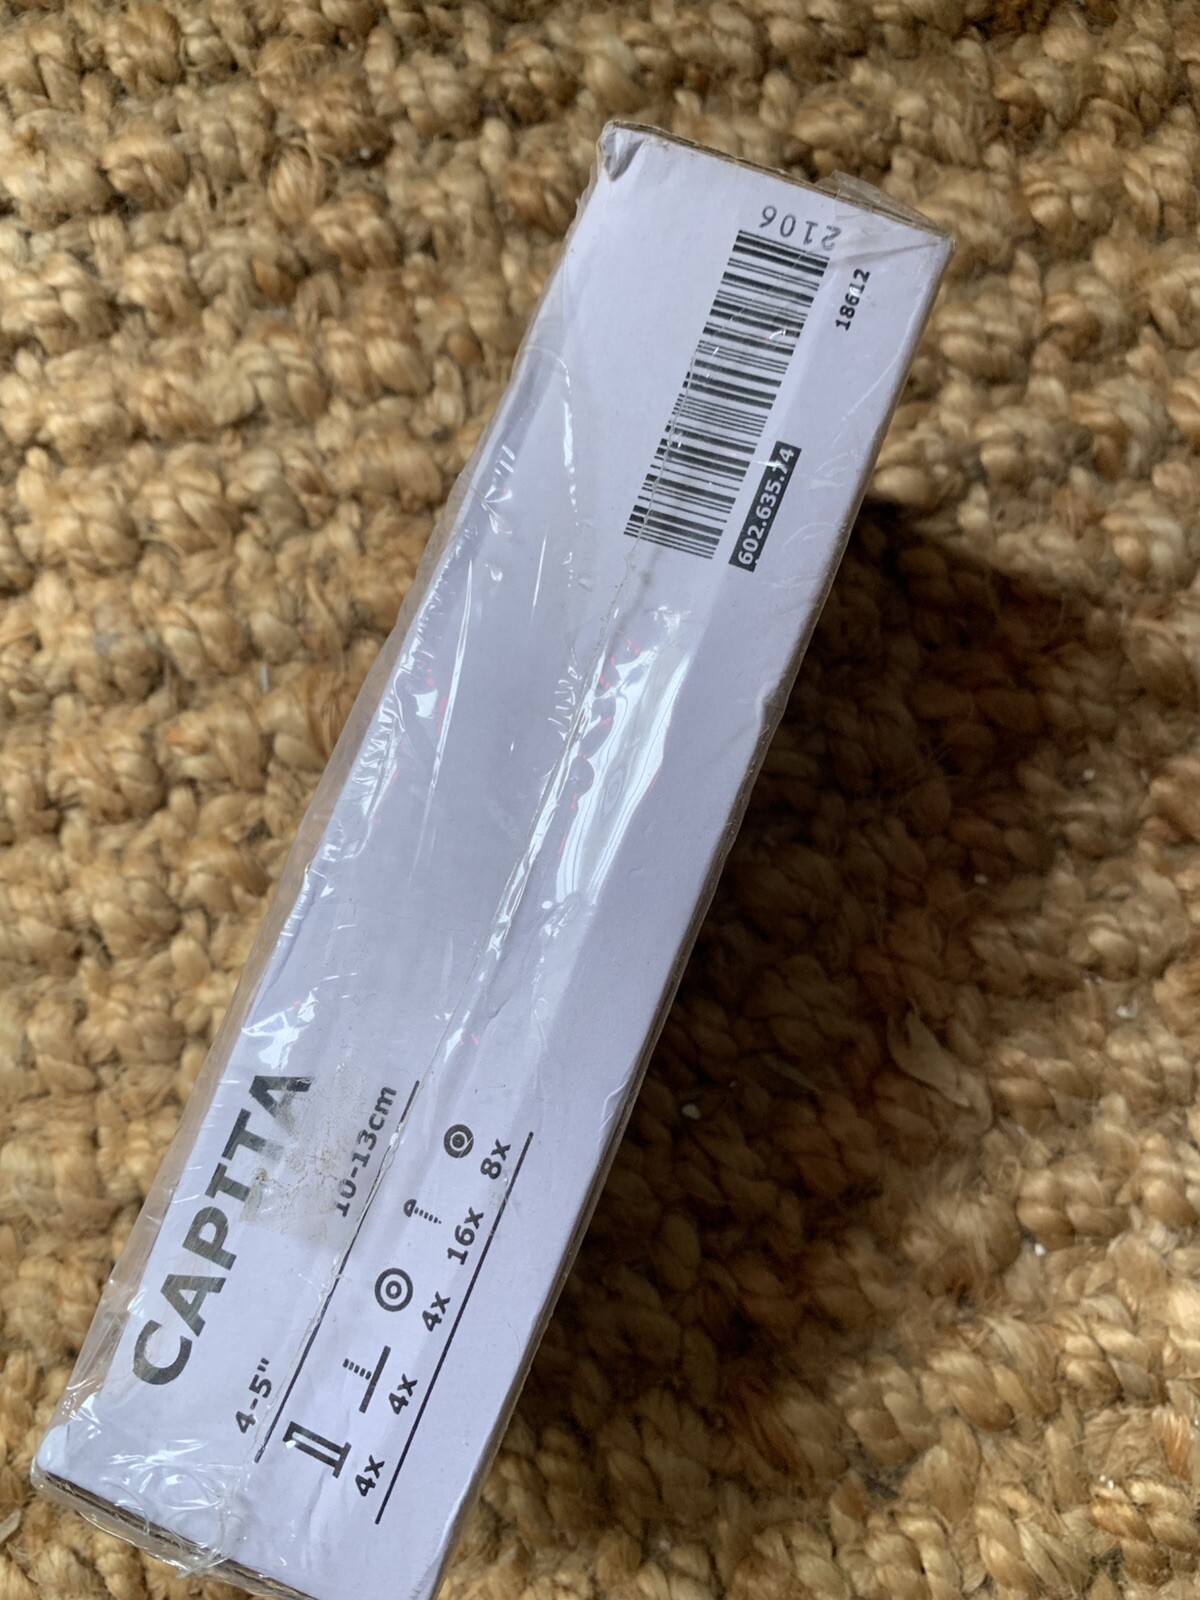 CAPITA
4-5" 10-13cm
4x 4x 4x 16x 8x
2106
18612
602.635.74